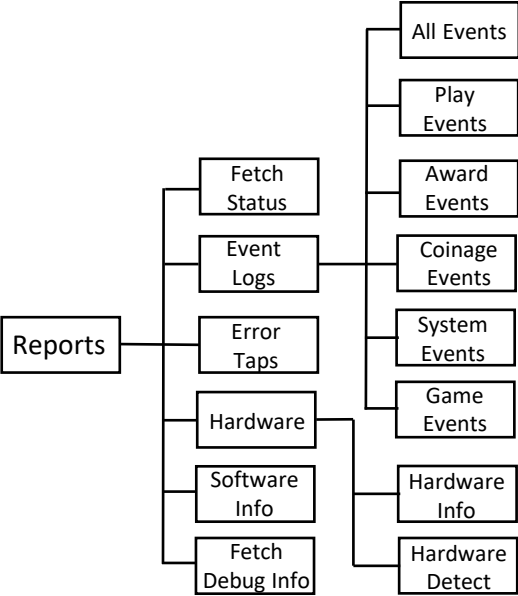 Reports
Fetch
Status
Event
Logs
Error
Taps
Hardware
Software
Info
Fetch
Debug Info
All Events
Play
Events
Award
Events
Coinage
Events
System
Events
Game
Events
Hardware
Info
Hardware
Detect